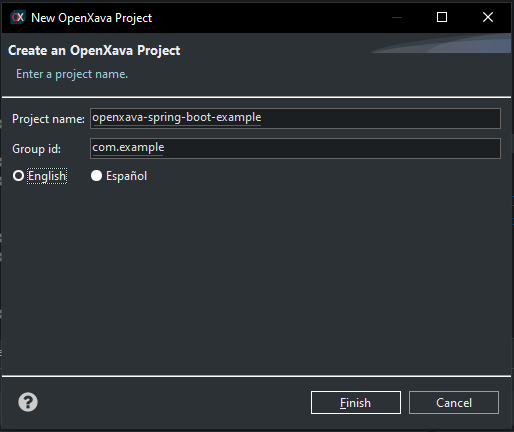 New OpenXava Project
Create an OpenXava Project
Enter a project name.
Project name: openxava-spring-boot-example
Group id: com.example
English Español
? Finish Cancel